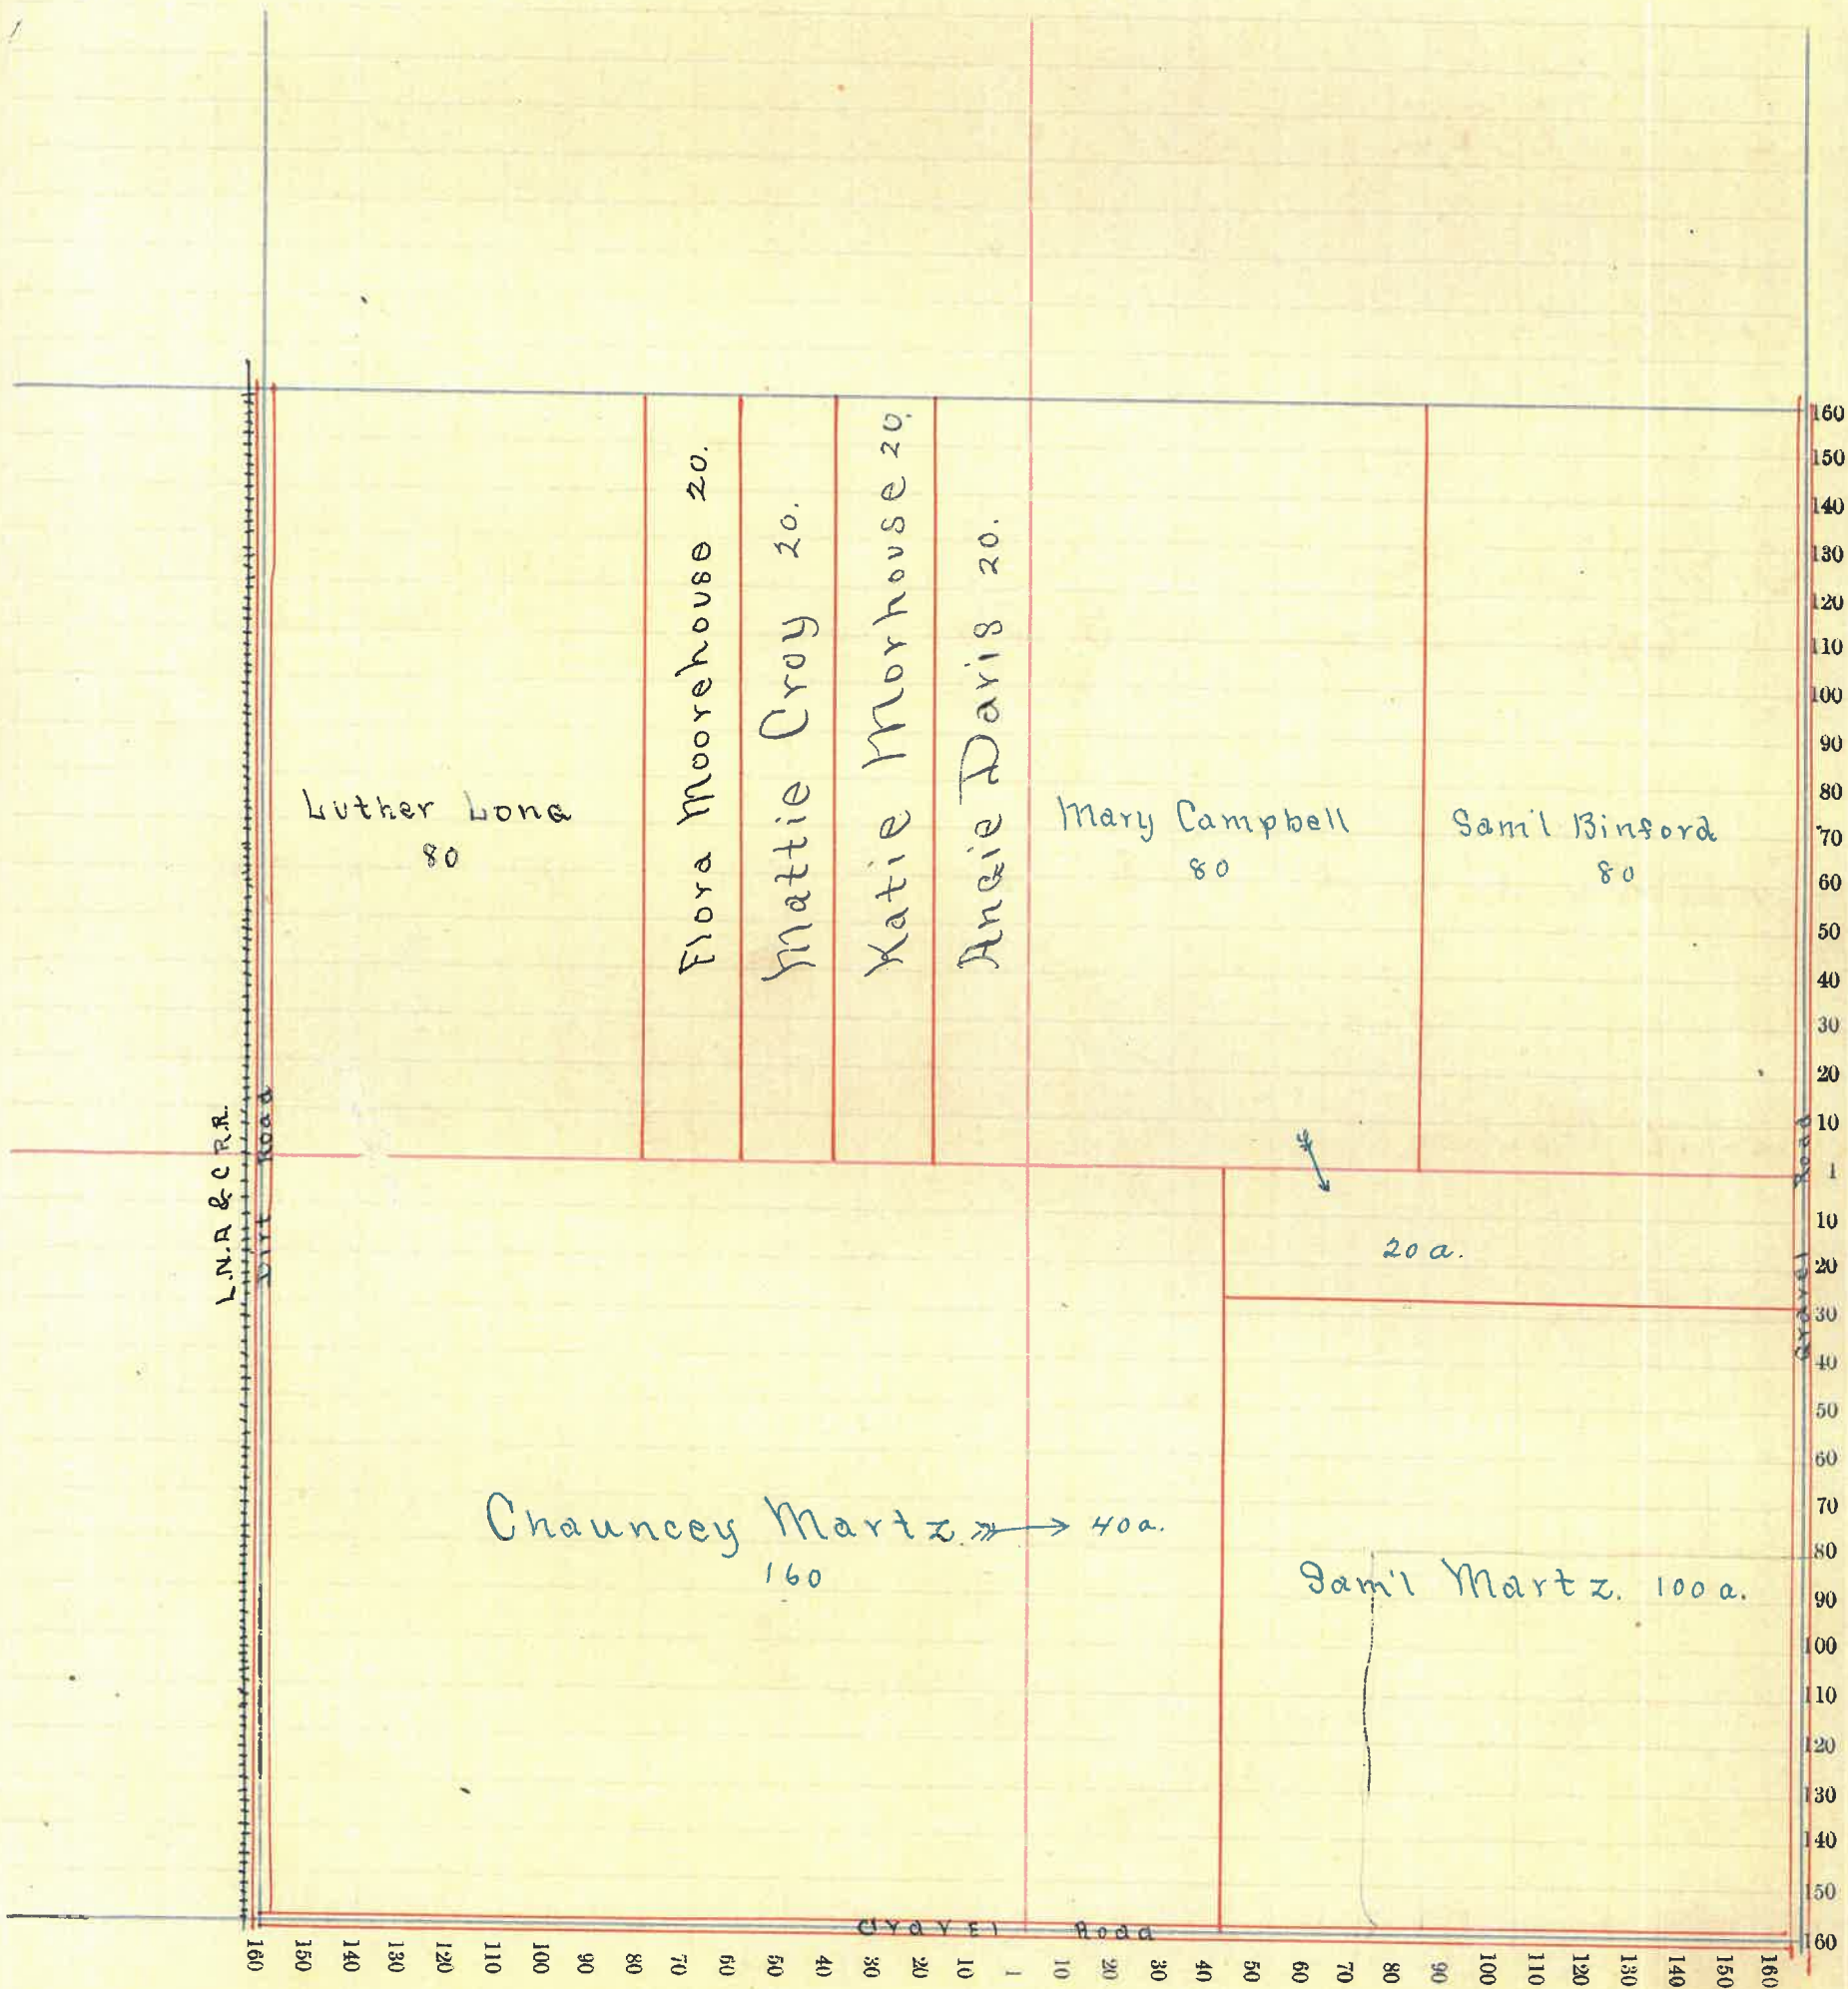 Luther Long
80
Flora Moorehouse 20.
Mattie Croy 20.
Katie Morhouse 20.
Angie Davis 20.
Mary Campbell
80
Sam'l Binford
80
L.N.A & C R.R.
Dirt Road
Gravel Road
20 a.
Chauncey Martz. → 40 a.
160
Sam'l Martz. 100 a.
Gravel Road
160
150
140
130
120
110
100
90
80
70
60
50
40
30
20
10
1
10
20
30
40
50
60
70
80
90
100
110
120
130
140
150
160
160 150 140 130 120 110 100 90 80 70 60 50 40 30 20 10 1 10 20 30 40 50 60 70 80 90 100 110 120 130 140 150 160